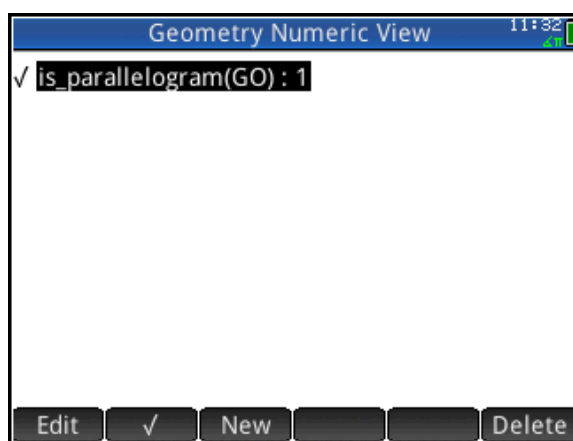 Geometry Numeric View
11:32
∠π
√ is_parallelogram(GO) : 1
Edit √ New Delete